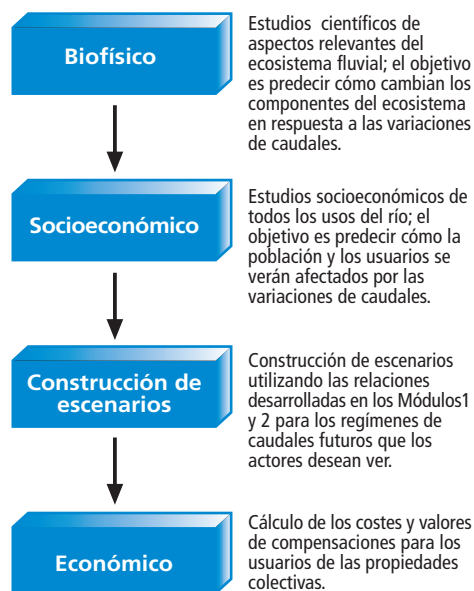 Biofísico
Estudios científicos de
aspectos relevantes del
ecosistema fluvial; el objetivo
es predecir cómo cambian los
componentes del ecosistema
en respuesta a las variaciones
de caudales.
Socioeconómico
Estudios socioeconómicos de
todos los usos del río; el
objetivo es predecir cómo la
población y los usuarios se
verán afectados por las
variaciones de caudales.
Construcción de
escenarios
Construcción de escenarios
utilizando las relaciones
desarrolladas en los Módulos1
y 2 para los regímenes de
caudales futuros que los
actores desean ver.
Económico
Cálculo de los costes y valores
de compensaciones para los
usuarios de las propiedades
colectivas.